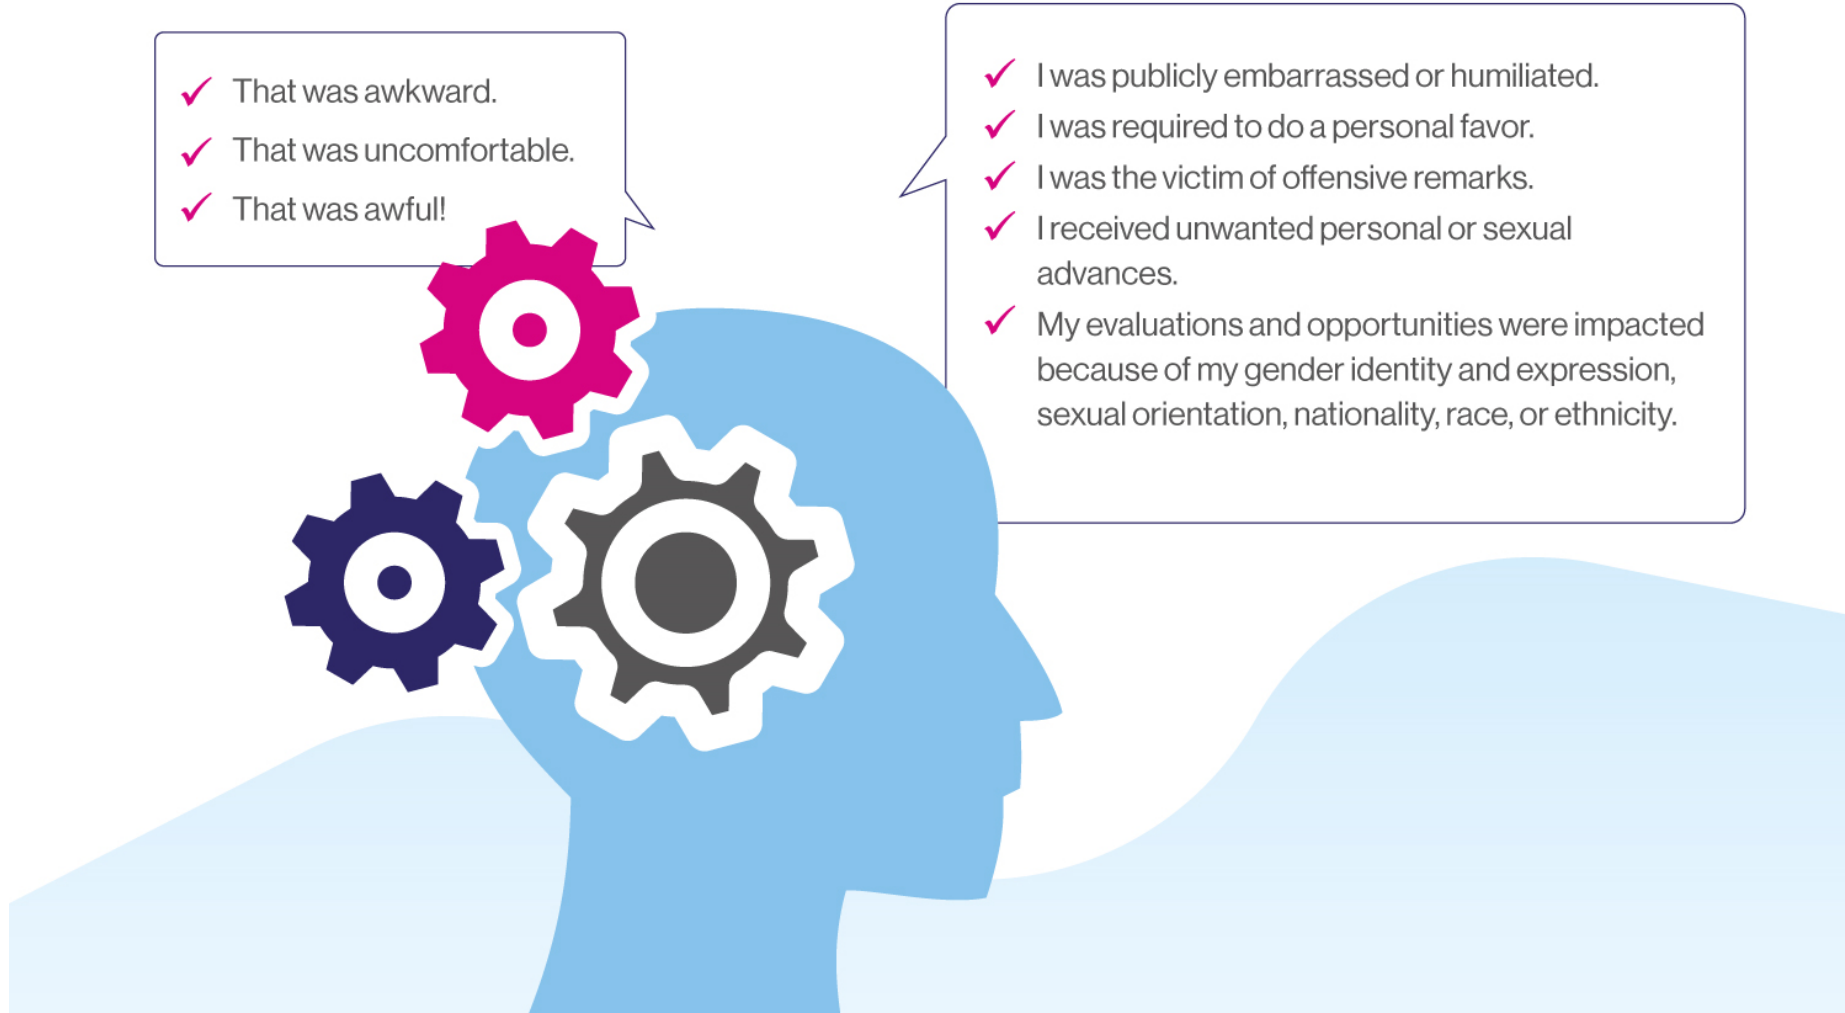 That was awkward.
That was uncomfortable.
That was awful!
I was publicly embarrassed or humiliated.
I was required to do a personal favor.
I was the victim of offensive remarks.
I received unwanted personal or sexual
advances.
My evaluations and opportunities were impacted
because of my gender identity and expression,
sexual orientation, nationality, race, or ethnicity.